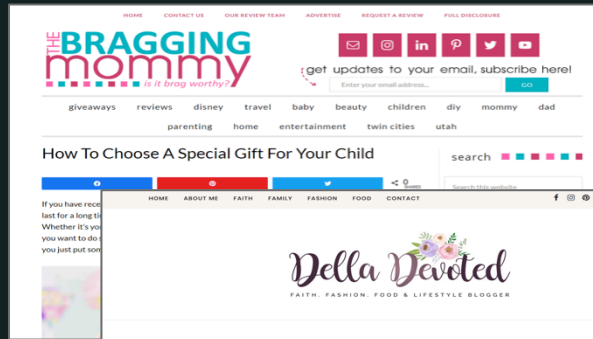 HOME CONTACT US OUR REVIEW TEAM ADVERTISE REQUEST A REVIEW FULL DISCLOSURE
THE BRAGGING
mommy
is it brag worthy?
get updates to your email, subscribe here!
Enter your email address... GO
giveaways reviews disney travel baby beauty children diy mommy dad
parenting home entertainment twin cities utah
How To Choose A Special Gift For Your Child
search
0
SHARES
Search this website
If you have rece
last for a long ti
Whether it's yo
you want to do s
you just put som
HOME ABOUT ME FAITH FAMILY FASHION FOOD CONTACT
Della Devoted
FAITH. FASHION. FOOD & LIFESTYLE BLOGGER